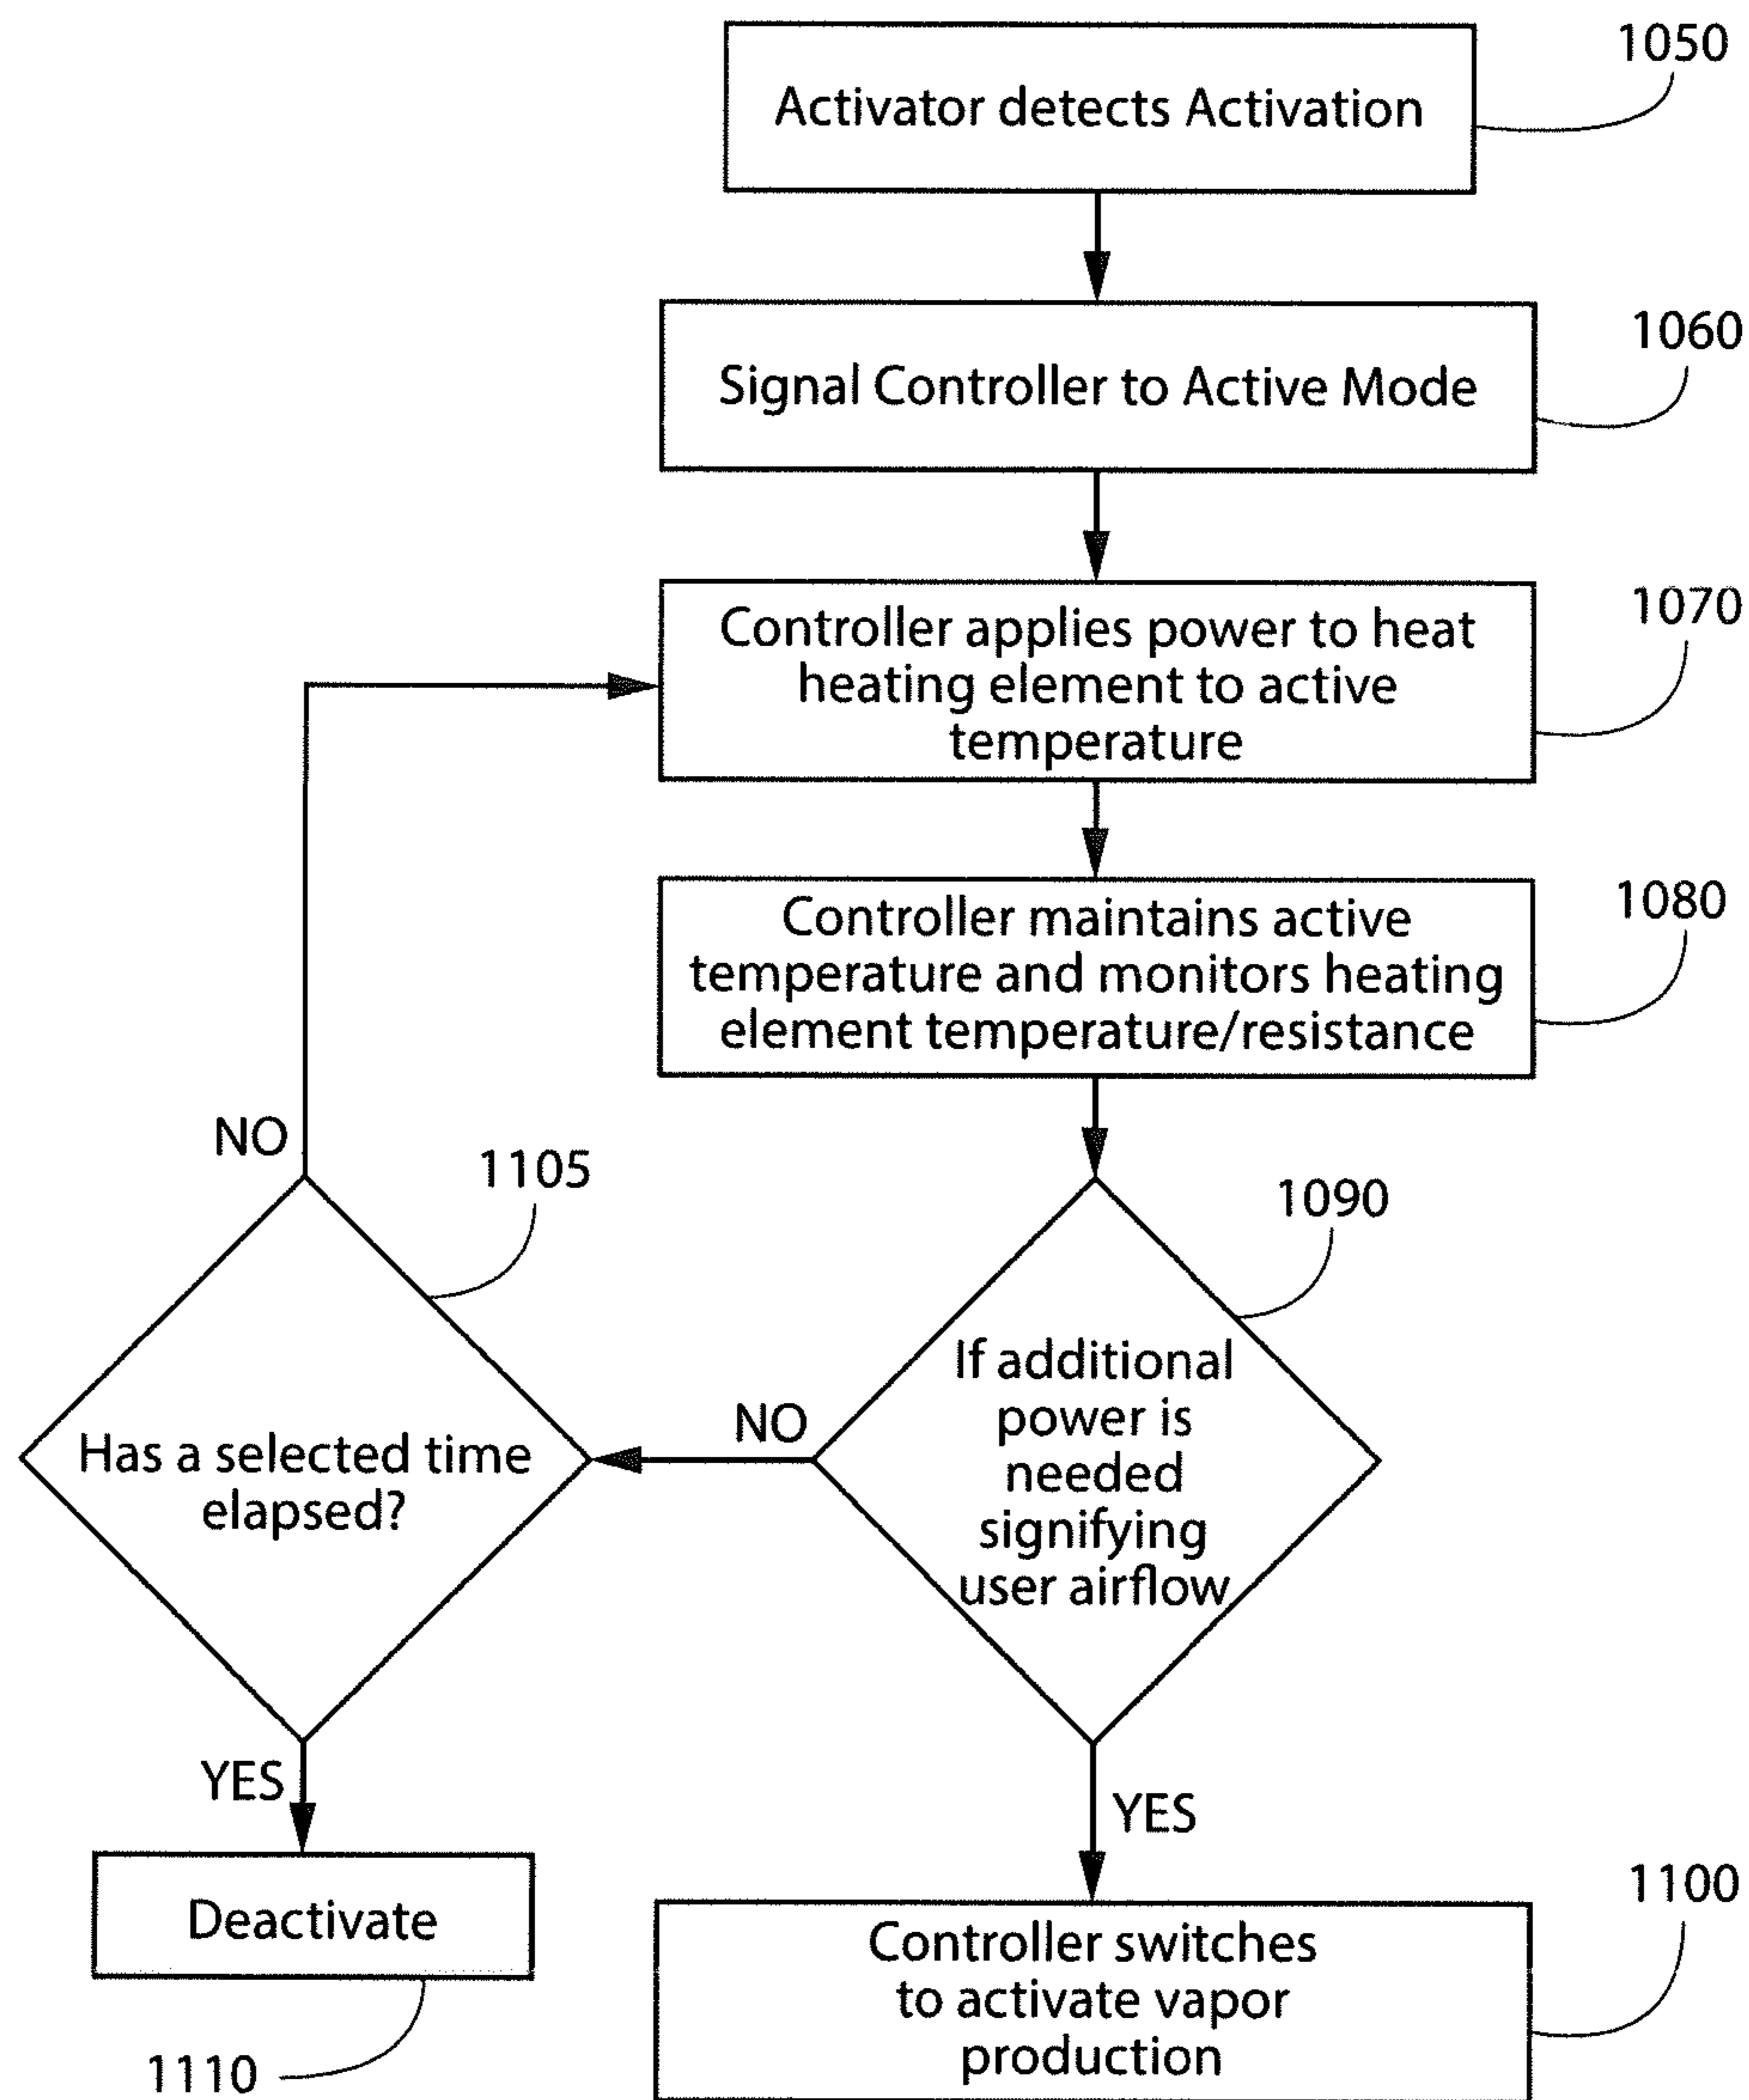 1050
Activator detects Activation
1060
Signal Controller to Active Mode
1070
Controller applies power to heat
heating element to active
temperature
1080
Controller maintains active
temperature and monitors heating
element temperature/resistance
NO
1105
1090
If additional
power is
needed
signifying
user airflow
NO
Has a selected time
elapsed?
YES
YES
1100
Deactivate
Controller switches
to activate vapor
production
1110